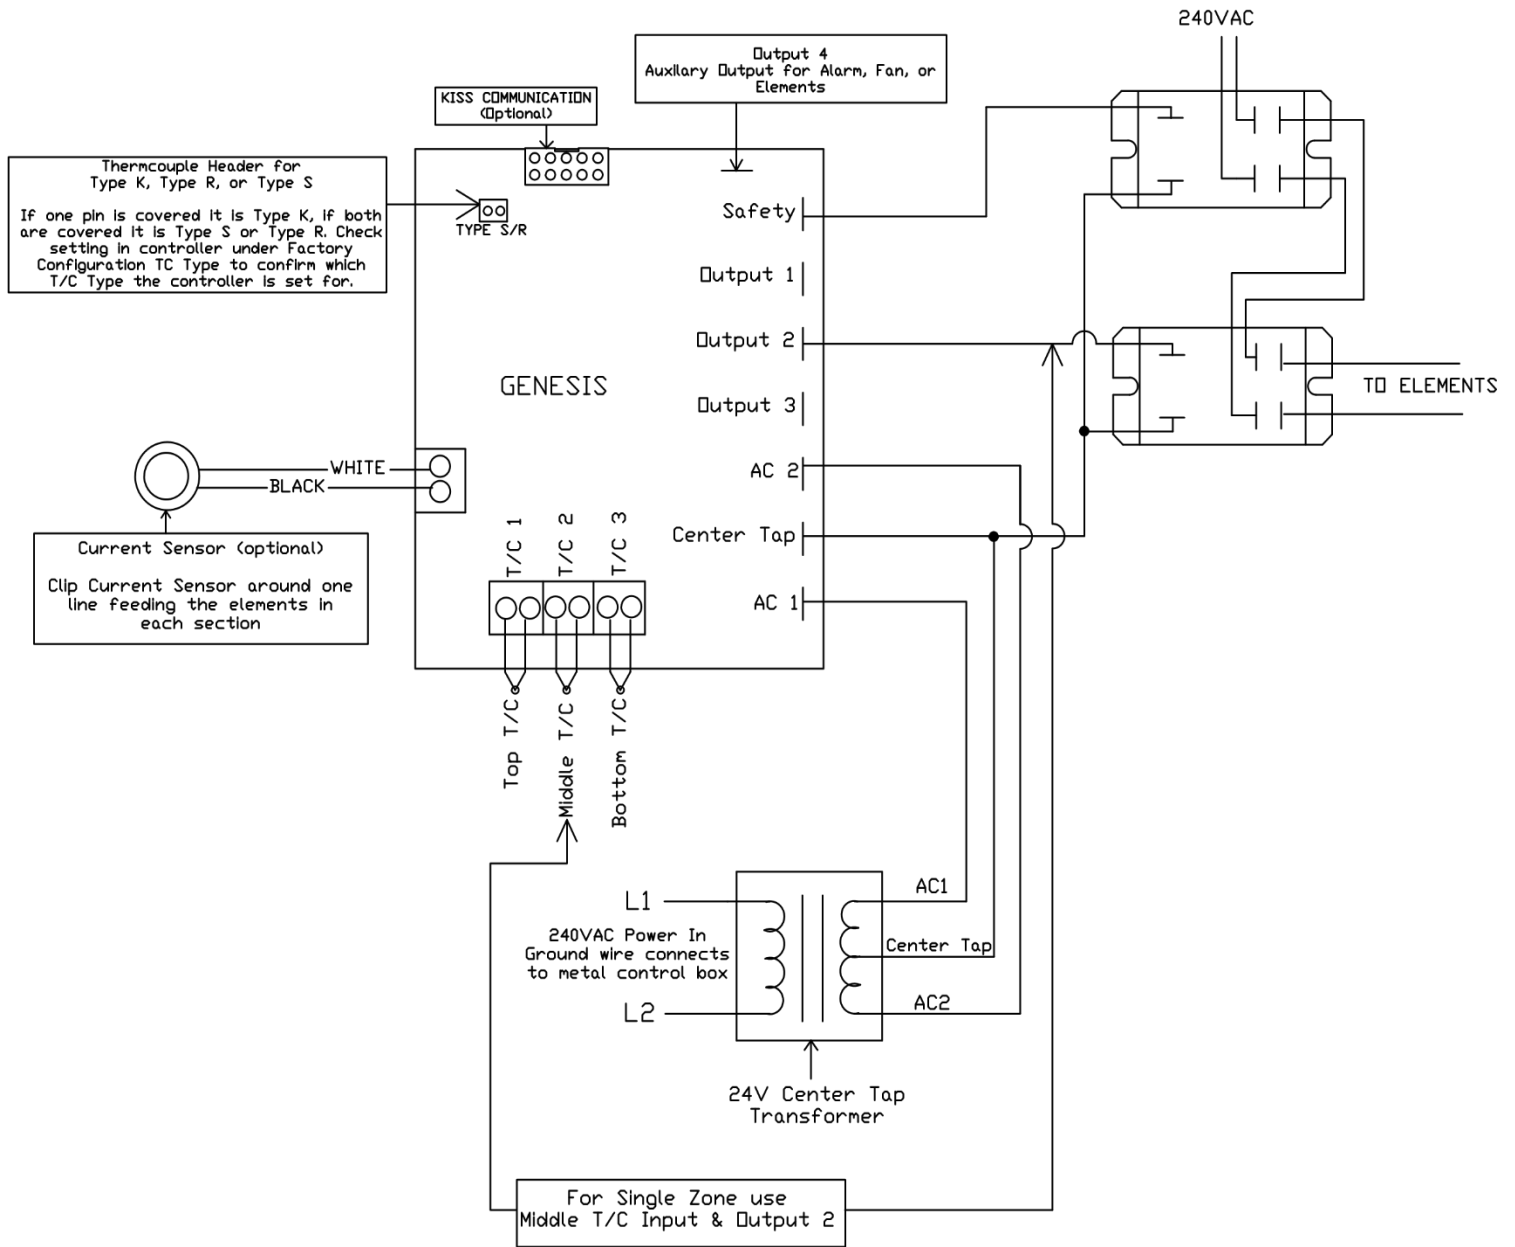 240VAC
Output 4
Auxilary Output for Alarm, Fan, or
Elements
KISS COMMUNICATION
(Optional)
Thermcouple Header for
Type K, Type R, or Type S
If one pin is covered it is Type K, if both
are covered it is Type S or Type R. Check
setting in controller under Factory
Configuration TC Type to confirm which
T/C Type the controller is set for.
TYPE S/R
Safety
Output 1
Output 2
GENESIS
Output 3
TO ELEMENTS
WHITE
BLACK
AC 2
Center Tap
AC 1
Current Sensor (optional)
Clip Current Sensor around one
line feeding the elements in
each section
T/C 1
T/C 2
T/C 3
Top T/C
Middle T/C
Bottom T/C
L1
240VAC Power In
Ground wire connects
to metal control box
L2
AC1
Center Tap
AC2
24V Center Tap
Transformer
For Single Zone use
Middle T/C Input & Output 2